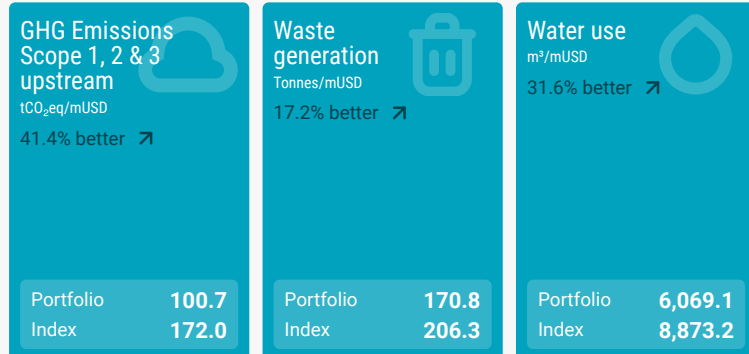 GHG Emissions
Scope 1, 2 & 3
upstream
tCO₂eq/mUSD
41.4% better
Portfolio 100.7
Index 172.0
Waste
generation
Tonnes/mUSD
17.2% better
Portfolio 170.8
Index 206.3
Water use
m³/mUSD
31.6% better
Portfolio 6,069.1
Index 8,873.2